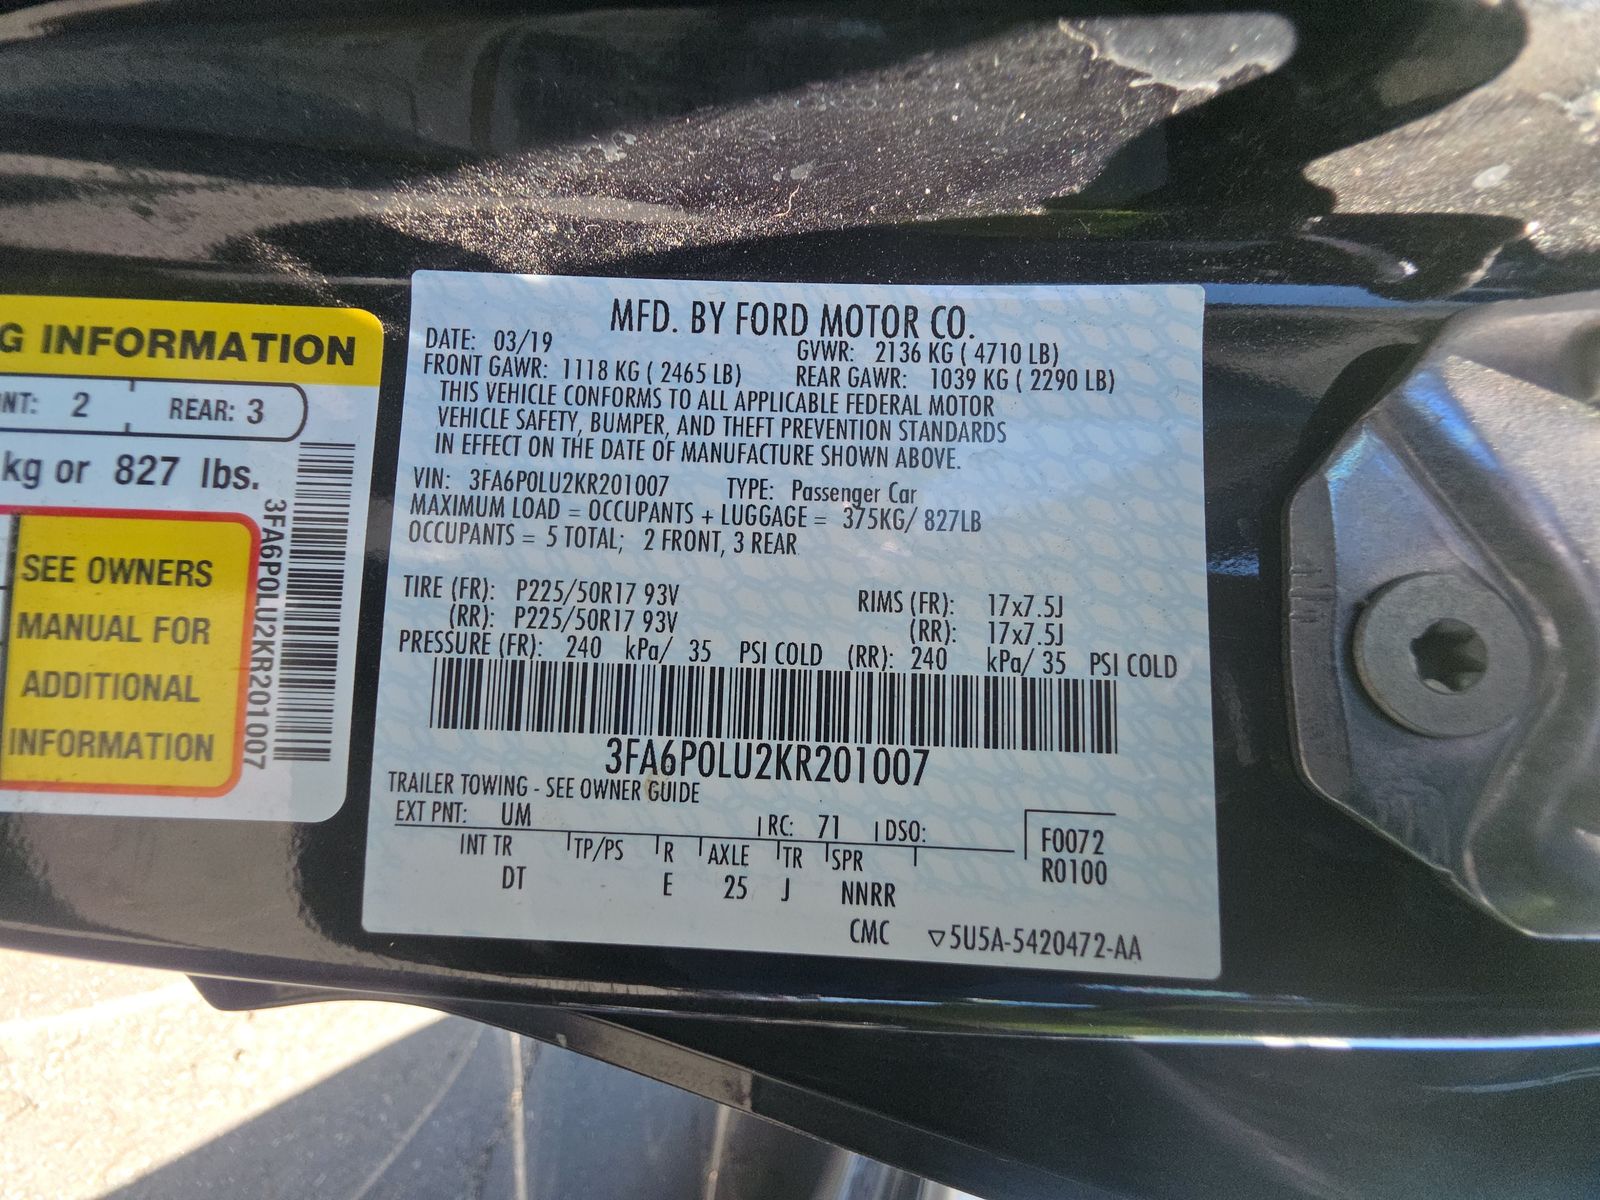 G INFORMATION
NT: 2 REAR: 3
kg or 827 lbs.
SEE OWNERS
MANUAL FOR
ADDITIONAL
INFORMATION
3FA6P0LU2KR201007
MFD. BY FORD MOTOR CO.
DATE: 03/19 GVWR: 2136 KG ( 4710 LB)
FRONT GAWR: 1118 KG ( 2465 LB) REAR GAWR: 1039 KG ( 2290 LB)
THIS VEHICLE CONFORMS TO ALL APPLICABLE FEDERAL MOTOR
VEHICLE SAFETY, BUMPER, AND THEFT PREVENTION STANDARDS
IN EFFECT ON THE DATE OF MANUFACTURE SHOWN ABOVE.
VIN: 3FA6P0LU2KR201007 TYPE: Passenger Car
MAXIMUM LOAD = OCCUPANTS + LUGGAGE = 375KG/ 827LB
OCCUPANTS = 5 TOTAL; 2 FRONT, 3 REAR
TIRE (FR): P225/50R17 93V RIMS (FR): 17x7.5J
(RR): P225/50R17 93V (RR): 17x7.5J
PRESSURE (FR): 240 kPa/ 35 PSI COLD (RR): 240 kPa/ 35 PSI COLD
3FA6P0LU2KR201007
TRAILER TOWING - SEE OWNER GUIDE
EXT PNT: UM RC: 71 DSO: F0072
INT TR TP/PS R AXLE TR SPR R0100
DT E 25 J NNRR
CMC ▽5U5A-5420472-AA